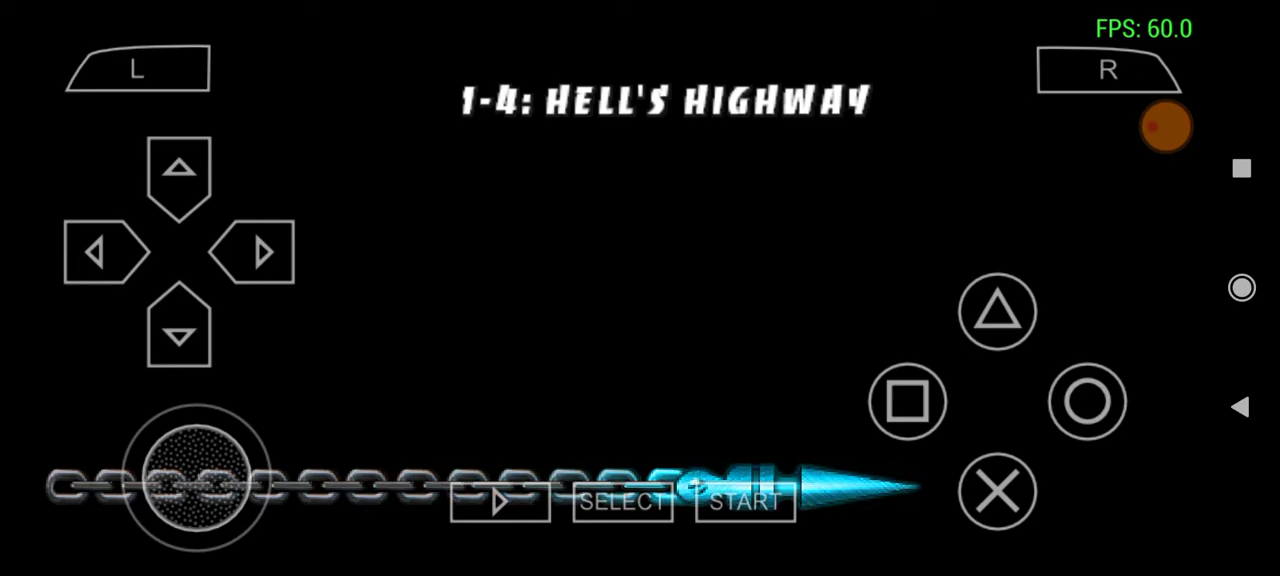 FPS: 60.0
L
R
1-4: HELL'S HIGHWAY
SELECT
START